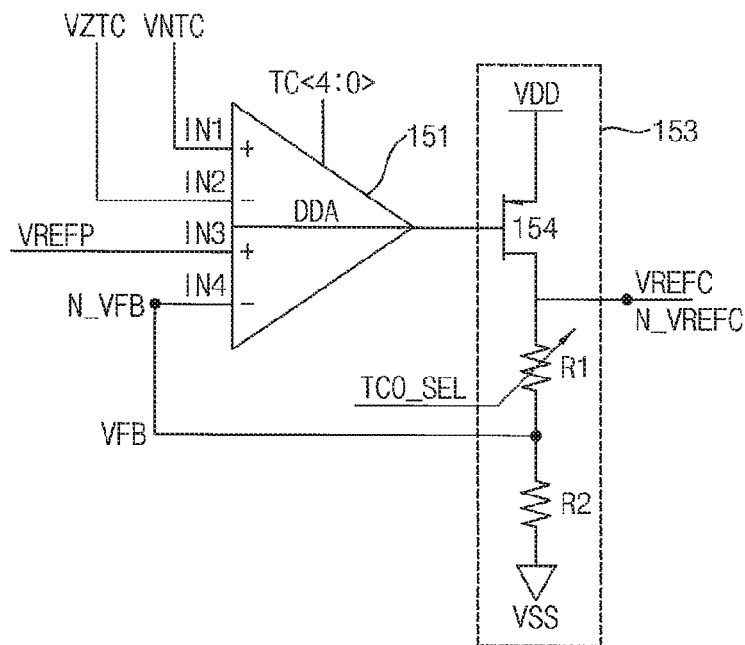 VZTC VNTC
TC<4:0>
VDD
153
151
IN1
+
IN2
-
DDA
154
VREFP
IN3
+
IN4
-
N_VFB
VREFC
N_VREFC
R1
TCO_SEL
VFB
R2
VSS